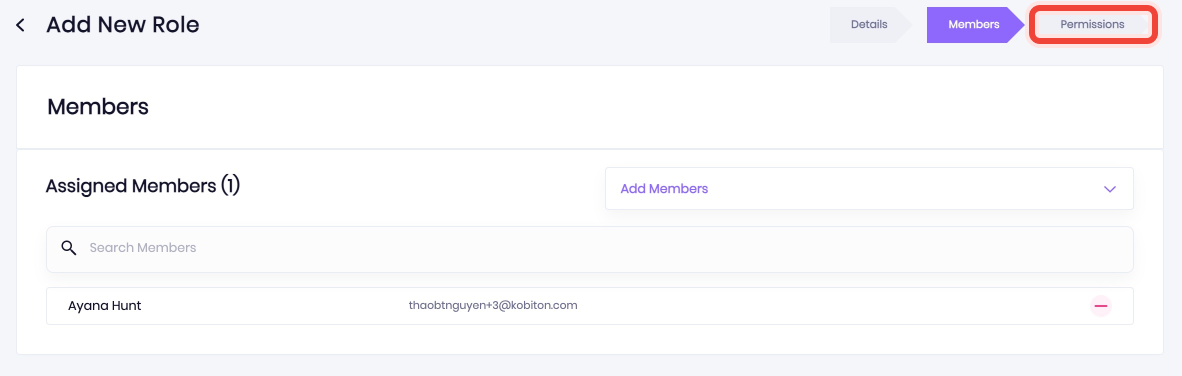 Add New Role
Details
Members
Permissions
Members
Assigned Members (1)
Add Members
Search Members
Ayana Hunt
thaobtnguyen+3@kobiton.com